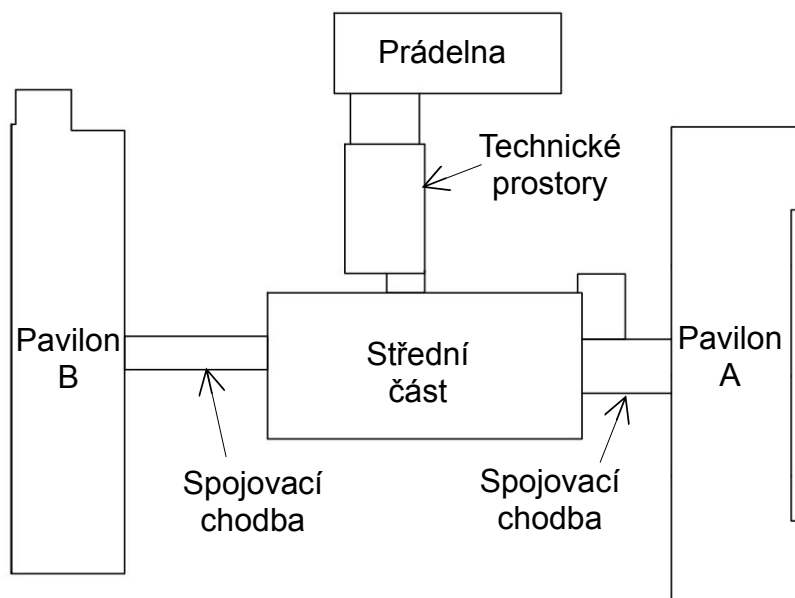 Prádelna
Technické
prostory
Pavilon
B
Střední
část
Pavilon
A
Spojovací
chodba
Spojovací
chodba